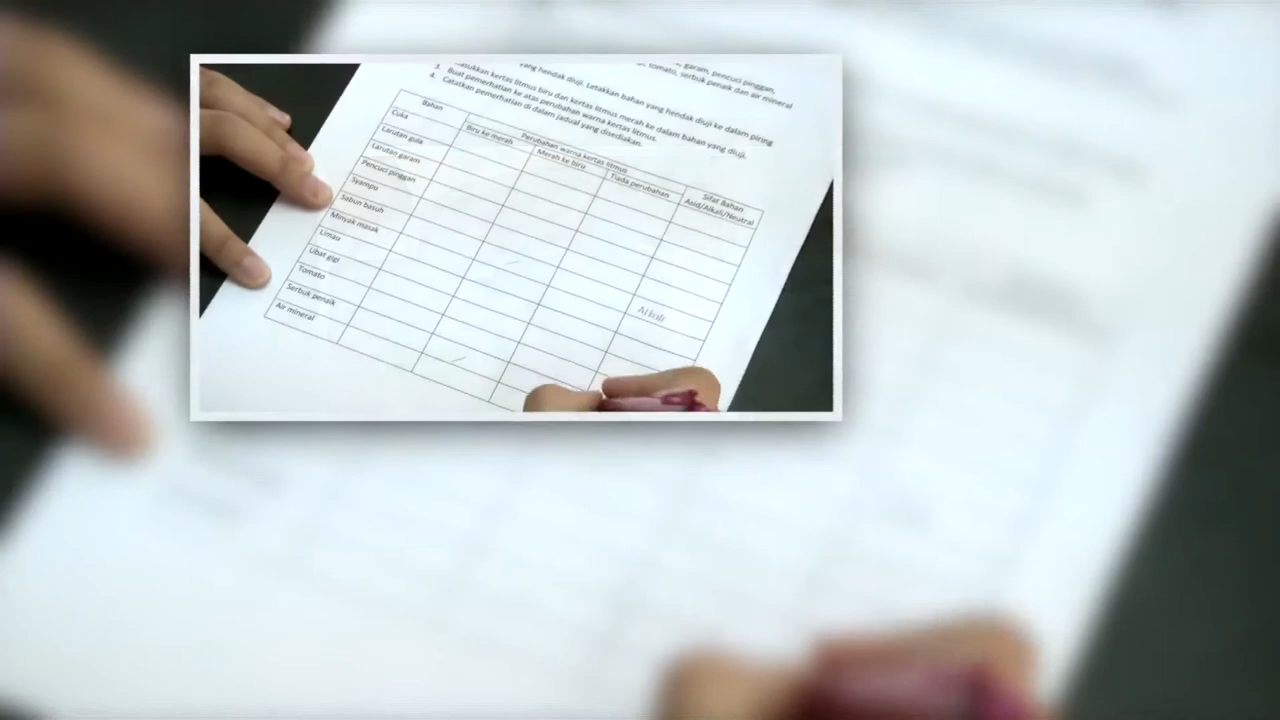 garam, pencuci pinggan,
tomato, serbuk penaik dan air mineral
yang hendak diuji. Letakkan bahan yang hendak diuji ke dalam piring
3. Masukkan kertas litmus biru dan kertas litmus merah ke dalam bahan yang diuji.
4. Buat pemerhatian ke atas perubahan warna kertas litmus.
Catatkan pemerhatian di dalam jadual yang disediakan.
Bahan
Perubahan warna kertas litmus
Sifat Bahan
Biru ke merah
Merah ke biru
Tiada perubahan
Asid/Alkali/Neutral
Cuka
Larutan gula
Larutan garam
Pencuci pinggan
Syampu
Sabun basuh
Minyak masak
Limau
Ubat gigi
Alkali
Tomato
Serbuk penaik
Air mineral